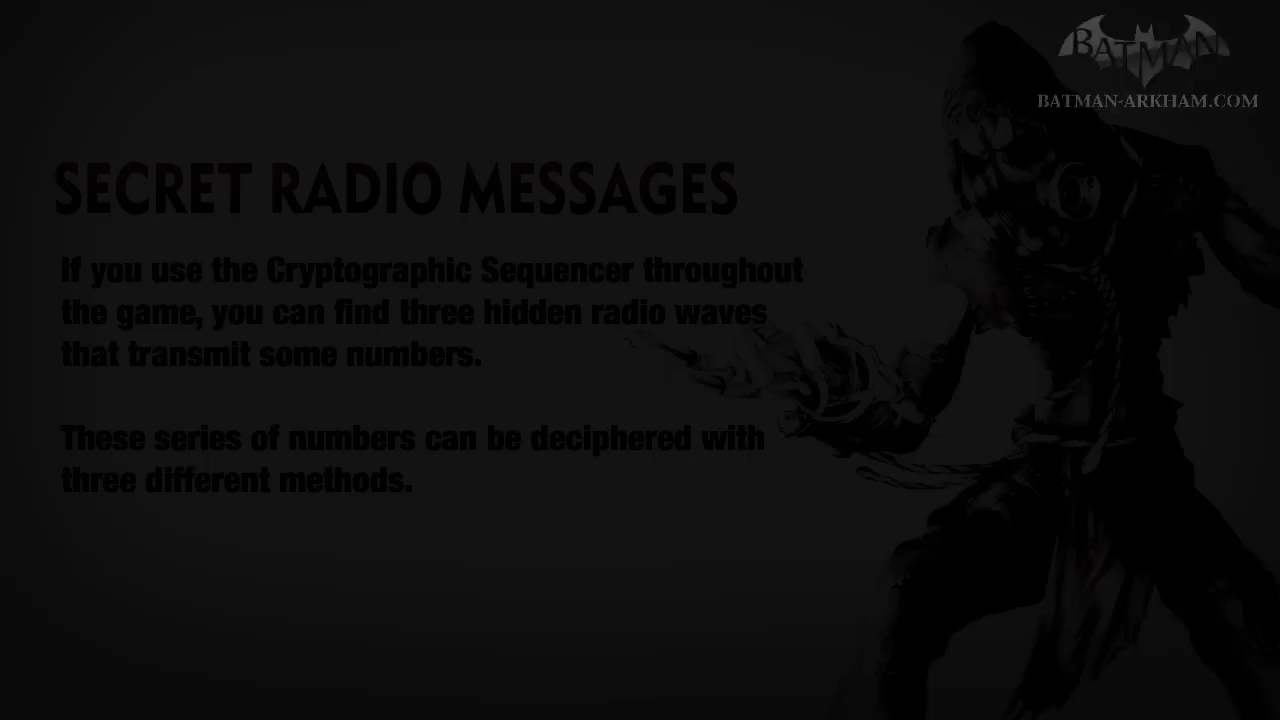 BATMAN
BATMAN-ARKHAM.COM
SECRET RADIO MESSAGES
If you use the Cryptographic Sequencer throughout
the game, you can find three hidden radio waves
that transmit some numbers.
These series of numbers can be deciphered with
three different methods.